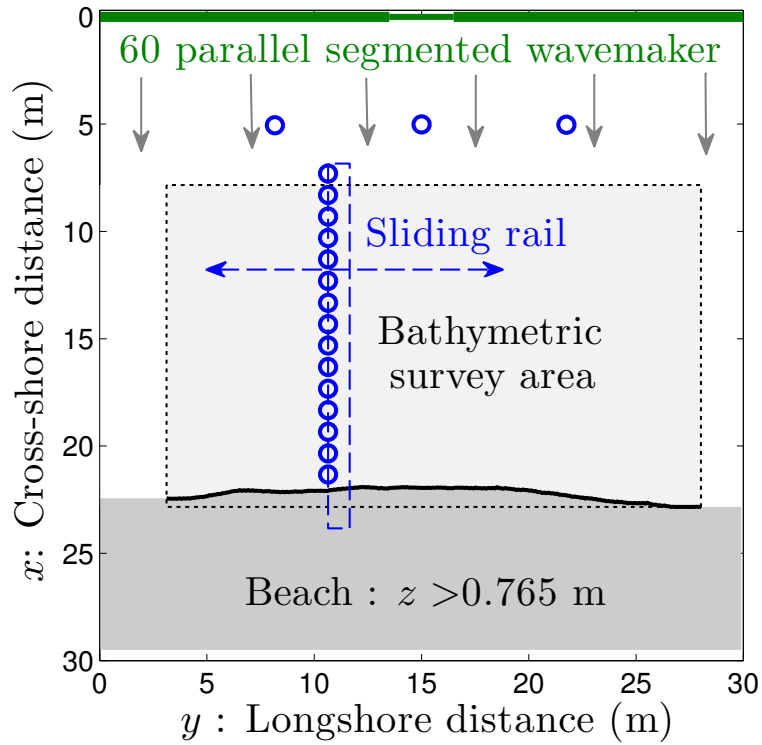 0
60 parallel segmented wavemaker
5
10
Sliding rail
15
Bathymetric
survey area
20
25
Beach : z >0.765 m
30
0 5 10 15 20 25 30
x: Cross-shore distance (m)
y : Longshore distance (m)